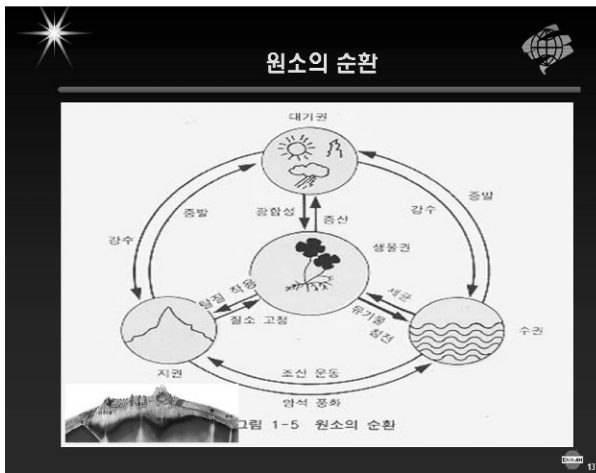 원소의 순환
대기권
증발
증발
광합성
증산
강수
강수
생물권
탈질 작용
질소 고정
세균
유기물
침전
수권
지권
조산 운동
암석 풍화
그림 1-5 원소의 순환
13